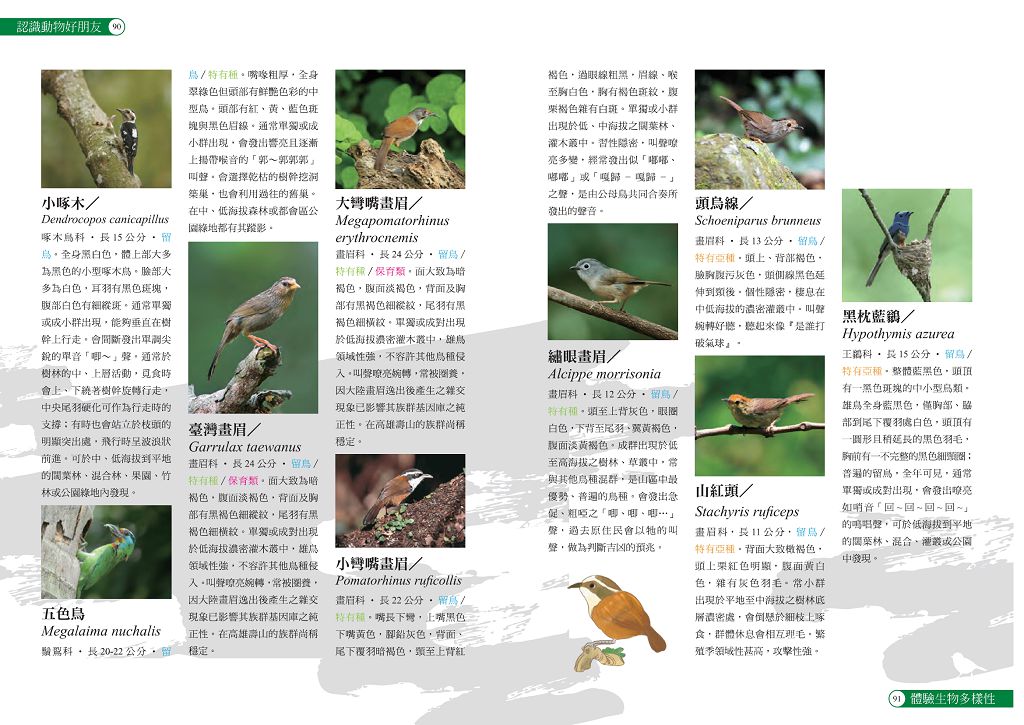 認識動物好朋友 90
小啄木／
Dendrocopos canicapillus
啄木鳥科・長 15 公分・留
鳥。全身黑白色，體上部大多
為黑色的小型啄木鳥。臉部大
多為白色，耳羽有黑色斑塊，
腹部白色有細縱斑。通常單獨
或成小群出現，能夠垂直在樹
幹上行走。會間斷發出單調尖
銳的單音「唧～」聲。通常於
樹林的中、上層活動，覓食時
會上、下繞著樹幹旋轉行走，
中央尾羽硬化可作為行走時的
支撐；有時也會站立於枝頭的
明顯突出處，飛行時呈波浪狀
前進。可於中、低海拔到平地
的闊葉林、混合林、果園、竹
林或公園綠地內發現。
五色鳥／
Megalaima nuchalis
鬚鴷科・長 20-22 公分・留
鳥／特有種。嘴喙粗厚，全身
翠綠色但頭部有鮮艷色彩的中
型鳥。頭部有紅、黃、藍色斑
塊與黑色眉線。通常單獨或成
小群出現，會發出響亮且逐漸
上揚帶喉音的「郭～郭郭郭」
叫聲。會選擇乾枯的樹幹挖洞
築巢，也會利用過往的舊巢。
在中、低海拔森林或都會區公
園綠地都有其蹤影。
臺灣畫眉／
Garrulax taewanus
畫眉科・長 24 公分・留鳥／
特有種／保育類。面大致為暗
褐色，腹面淡褐色，背面及胸
部有黑褐色細縱紋，尾羽有黑
褐色細橫紋。單獨或成對出現
於低海拔濃密灌木叢中，雄鳥
領域性強，不容許其他鳥種侵
入。叫聲嘹亮婉轉，常被圈養，
因大陸畫眉逸出後產生之雜交
現象已影響其族群基因庫之純
正性。在高雄壽山的族群尚稱
穩定。
大彎嘴畫眉／
Megapomatorhinus
erythrocnemis
畫眉科・長 24 公分・留鳥／
特有種／保育類。面大致為暗
褐色，腹面淡褐色，背面及胸
部有黑褐色細縱紋，尾羽有黑
褐色細橫紋。單獨或成對出現
於低海拔濃密灌木叢中，雄鳥
領域性強，不容許其他鳥種侵
入。叫聲嘹亮婉轉，常被圈養，
因大陸畫眉逸出後產生之雜交
現象已影響其族群基因庫之純
正性。在高雄壽山的族群尚稱
穩定。
小彎嘴畫眉／
Pomatorhinus ruficollis
畫眉科・長 22 公分・留鳥／
特有種。嘴長下彎，上嘴黑色
下嘴黃色，腳鉛灰色，背面、
尾下覆羽暗褐色，頭至上背紅
褐色，過眼線粗黑，眉線、喉
至胸白色，胸有褐色斑紋，腹
栗褐色雜有白斑。單獨或小群
出現於低、中海拔之闊葉林、
灌木叢中。習性隱密，叫聲嘹
亮多變，經常發出似「嘟嘟、
嘟嘟」或「嘎歸－嘎歸－」
之聲，是由公母鳥共同合奏所
發出的聲音。
繡眼畫眉／
Alcippe morrisonia
畫眉科・長 12 公分・留鳥／
特有種。頭至上背灰色，眼圈
白色，下背至尾羽、翼黃褐色，
腹面淡黃褐色。成群出現於低
至高海拔之樹林、草叢中，常
與其他鳥種混群，是山區中最
優勢、普遍的鳥種。會發出急
促、粗啞之「唧、唧、唧…」
聲，過去原住民會以牠的叫
聲，做為判斷吉凶的預兆。
頭烏線／
Schoeniparus brunneus
畫眉科・長 13 公分・留鳥／
特有亞種。頭上、背部褐色，
臉胸腹污灰色，頭側線黑色延
伸到頸後，個性隱密，棲息在
中低海拔的濃密灌叢中。叫聲
婉轉好聽，聽起來像『是誰打
破氣球』。
山紅頭／
Stachyris ruficeps
畫眉科，長 11 公分，留鳥／
特有亞種。背面大致橄褐色，
頭上栗紅色明顯，腹面黃白
色，雜有灰色羽毛。常小群
出現於平地至中海拔之樹林底
層濃密處，會倒懸於細枝上啄
食，群體休息會相互理毛。繁
殖季領域性甚高，攻擊性強。
黑枕藍鶲／
Hypothymis azurea
王鶲科・長 15 公分・留鳥／
特有亞種。整體藍黑色，頭頂
有一黑色斑塊的中小型鳥類。
雄鳥全身藍黑色，僅胸部、脇
部到尾下覆羽處白色，頭頂有
一圓形且稍延長的黑色羽毛，
胸前有一不完整的黑色細頸圈；
普遍的留鳥，全年可見，通常
單獨或成對出現，會發出嘹亮
如哨音「回～回～回～回～」
的鳴唱聲，可於低海拔到平地
的闊葉林、混合、灌叢或公園
中發現。
91 體驗生物多樣性